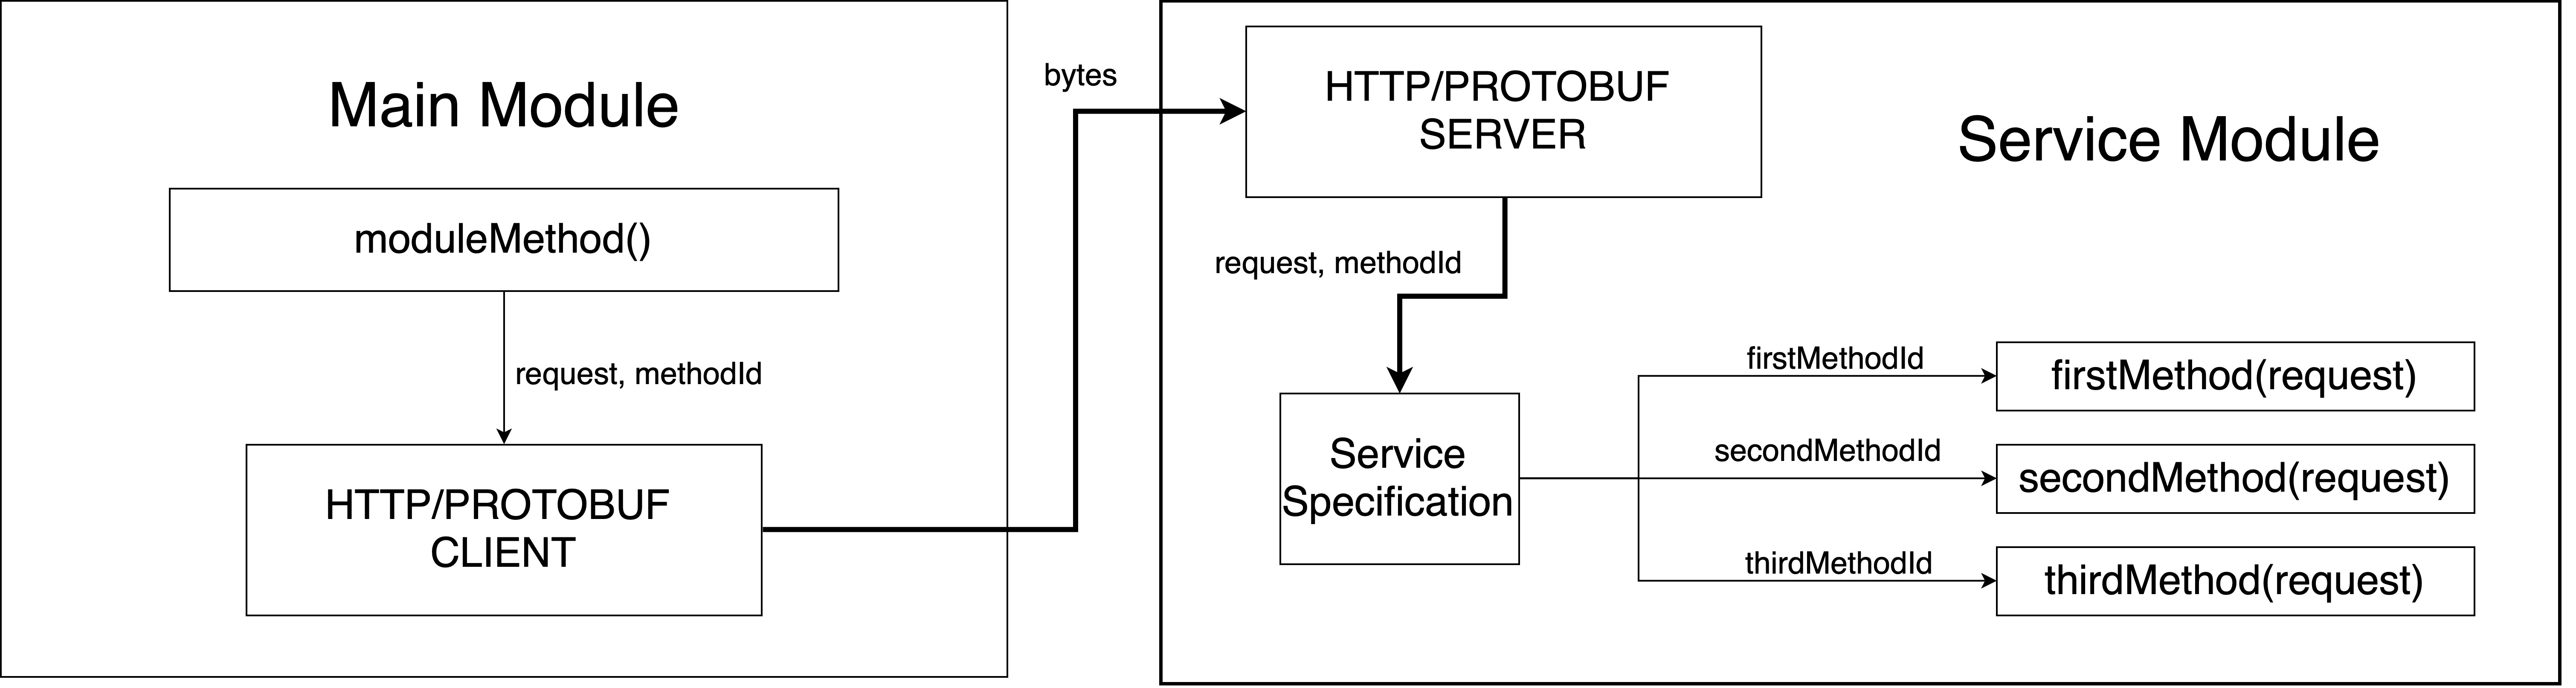 Main Module
moduleMethod()
request, methodId
HTTP/PROTOBUF
CLIENT
bytes
HTTP/PROTOBUF
SERVER
Service Module
request, methodId
Service
Specification
firstMethodId
firstMethod(request)
secondMethodId
secondMethod(request)
thirdMethodId
thirdMethod(request)